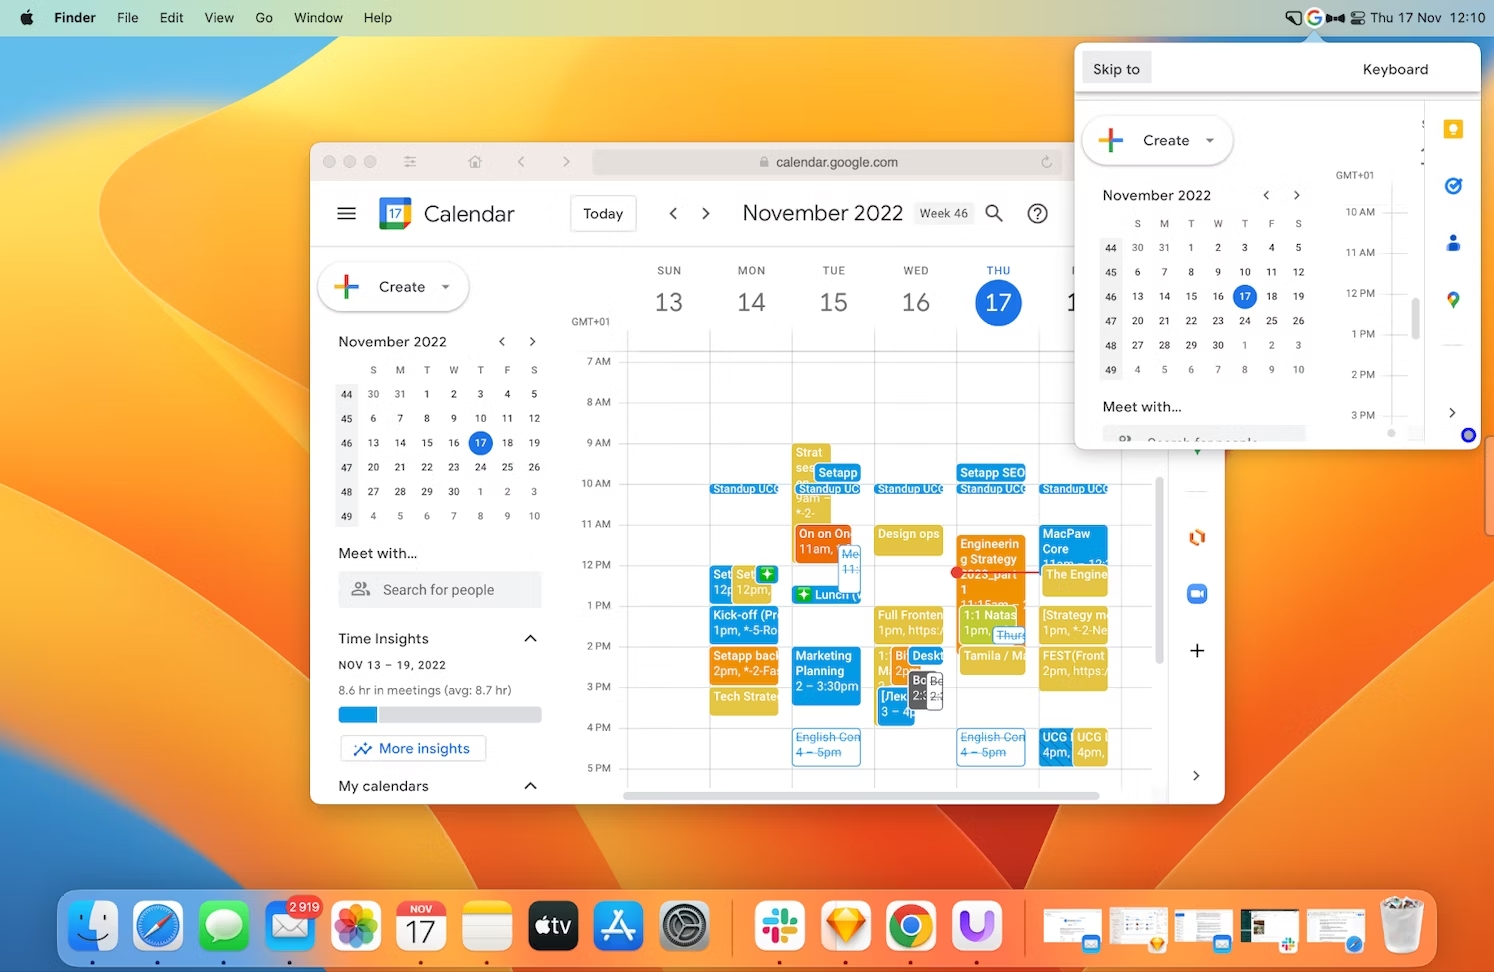 Finder File Edit View Go Window Help
Thu 17 Nov 12:10
Skip to
Keyboard
Create
GMT+01
November 2022
S M T W T F S
44 30 31 1 2 3 4 5
45 6 7 8 9 10 11 12
46 13 14 15 16 17 18 19
47 20 21 22 23 24 25 26
48 27 28 29 30 1 2 3
49 4 5 6 7 8 9 10
Meet with...
10 AM
11 AM
12 PM
1 PM
2 PM
3 PM
calendar.google.com
17
Calendar
Today
November 2022
Week 46
Create
November 2022
S M T W T F S
44 30 31 1 2 3 4 5
45 6 7 8 9 10 11 12
46 13 14 15 16 17 18 19
47 20 21 22 23 24 25 26
48 27 28 29 30 1 2 3
49 4 5 6 7 8 9 10
Meet with...
Search for people
Time Insights
NOV 13 – 19, 2022
8.6 hr in meetings (avg: 8.7 hr)
More insights
My calendars
SUN MON TUE WED THU
13 14 15 16 17
GMT+01
7 AM
8 AM
9 AM
10 AM
11 AM
12 PM
1 PM
2 PM
3 PM
4 PM
5 PM
Standup UCG
Set
12p
Set
12pm,
Kick-off (Pr
1pm, *-5-Ro
Setapp back
2pm, *-2-Fas
Tech Strate
Strat
9am –
*-2-
Setapp
Standup UC
On on On
11am,
Me
11:
Lunch (
Marketing
Planning
2 – 3:30pm
English Con
4 – 5pm
Standup UCG
Design ops
Full Fronten
1pm, https:/
Deskt
[Лек
3 – 4p
Setapp SEO
Standup UCG
Engineerin
g Strategy
2023_part
1
1:1 Natas
1pm,
Thurs
Tamila / Ma
English Con
4 – 5pm
Standup UCG
MacPaw
Core
The Engine
[Strategy m
1pm, *-2-Ne
FEST(Front
2pm, https:/
UCG
4pm,
UCG
4pm,
2 919
NOV
17
tv